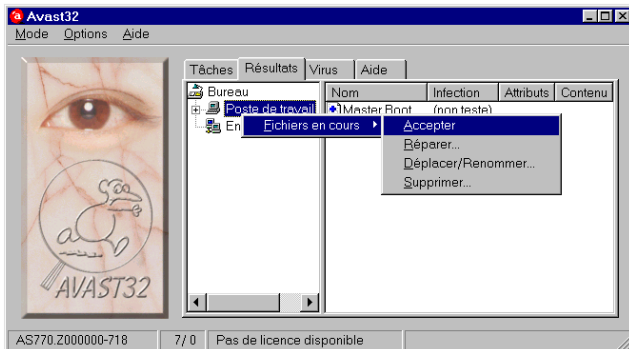 Avast32
Mode Options Aide
Tâches Résultats Virus Aide
Bureau
Poste de travail
En
Nom Infection Attributs Contenu
Master Boot (non testé)
Fichiers en cours
Accepter
Réparer...
Déplacer/Renommer...
Supprimer...
AVAST32
AS770.Z000000-718 7/ 0 Pas de licence disponible